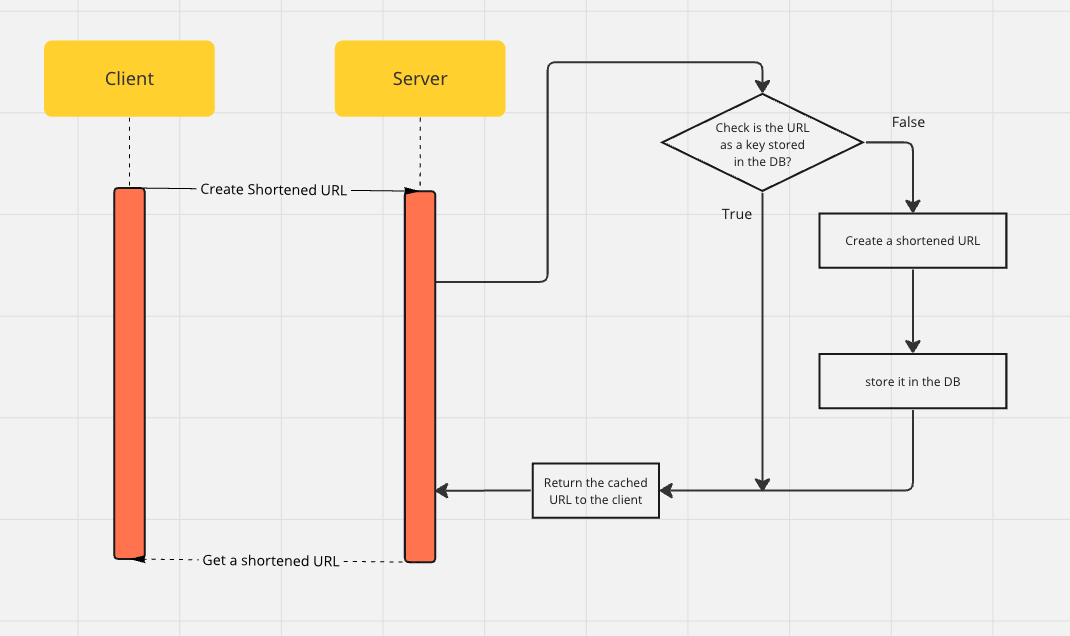 Client
Server
Check is the URL
as a key stored
in the DB?
False
Create Shortened URL
True
Create a shortened URL
store it in the DB
Return the cached
URL to the client
Get a shortened URL